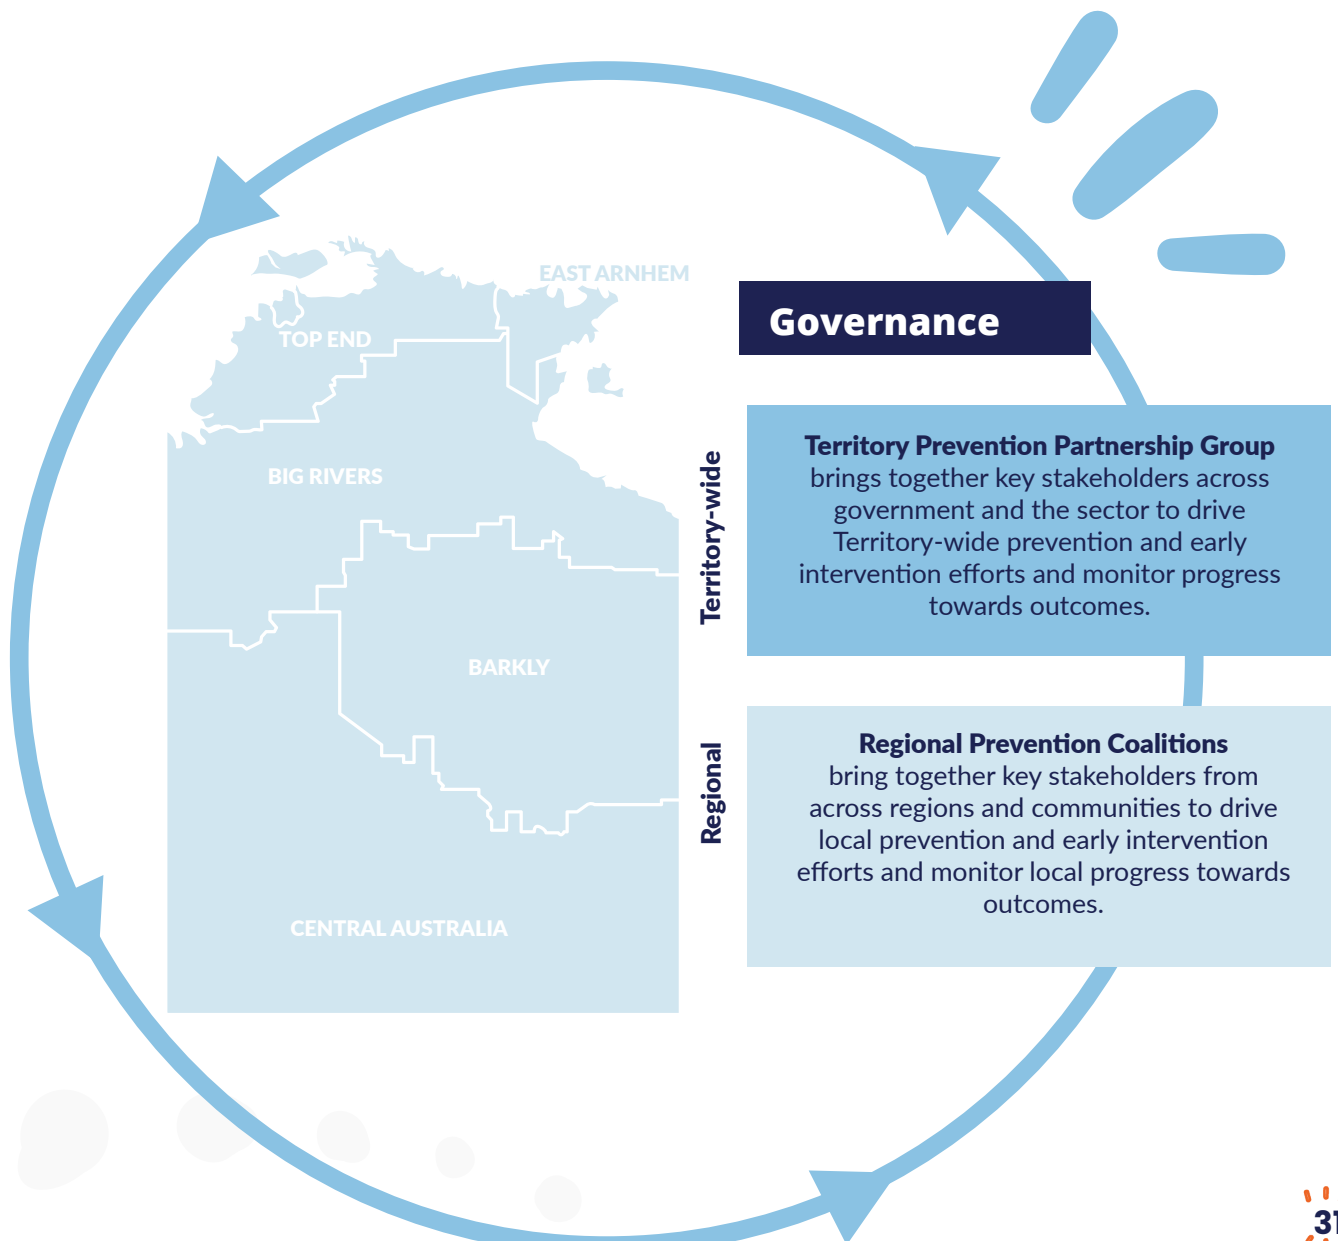 EAST ARNHEM
TOP END
BIG RIVERS
BARKLY
CENTRAL AUSTRALIA
Governance
Territory-wide
Territory Prevention Partnership Group
brings together key stakeholders across
government and the sector to drive
Territory-wide prevention and early
intervention efforts and monitor progress
towards outcomes.
Regional
Regional Prevention Coalitions
bring together key stakeholders from
across regions and communities to drive
local prevention and early intervention
efforts and monitor local progress towards
outcomes.
31